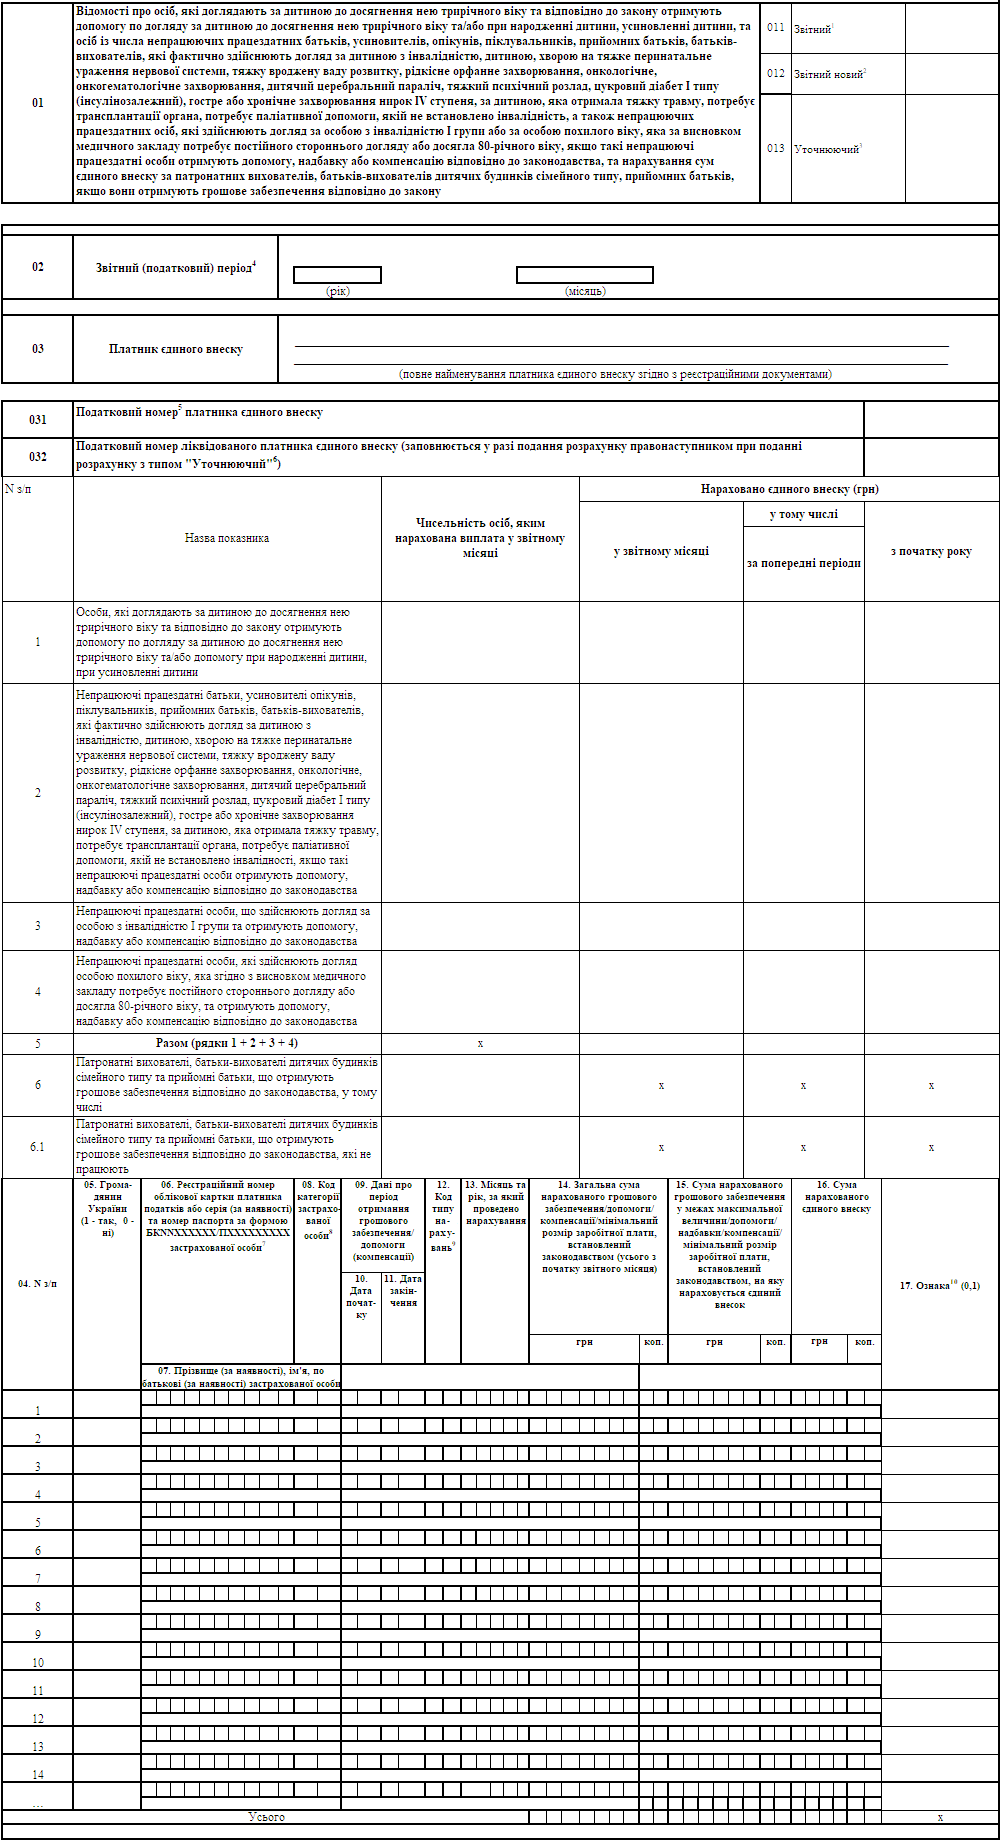 01
Відомості про осіб, які доглядають за дитиною до досягнення нею трирічного віку та відповідно до закону отримують
допомогу по догляду за дитиною до досягнення нею трирічного віку та/або при народженні дитини, усиновленні дитини, та
осіб із числа непрацюючих працездатних батьків, усиновителів, опікунів, піклувальників, прийомних батьків, батьків-
вихователів, які фактично здійснюють догляд за дитиною з інвалідністю, дитиною, хворою на тяжке перинатальне
ураження нервової системи, тяжку вроджену ваду розвитку, рідкісне орфанне захворювання, онкологічне,
онкогематологічне захворювання, дитячий церебральний параліч, тяжкий психічний розлад, цукровий діабет I типу
(інсулінозалежний), гостре або хронічне захворювання нирок IV ступеня, за дитиною, яка отримала тяжку травму, потребує
трансплантації органа, потребує паліативної допомоги, якій не встановлено інвалідність, а також непрацюючих
працездатних осіб, які здійснюють догляд за особою з інвалідністю I групи або за особою похилого віку, яка за висновком
медичного закладу потребує постійного стороннього догляду або досягла 80-річного віку, якщо такі непрацюючі
працездатні особи отримують допомогу, надбавку або компенсацію відповідно до законодавства, та нарахування сум
єдиного внеску за патронатних вихователів, батьків-вихователів дитячих будинків сімейного типу, прийомних батьків,
якщо вони отримують грошове забезпечення відповідно до закону
011 Звітний1
012 Звітний новий2
013 Уточнюючий3
02 Звітний (податковий) період4
(рік) (місяць)
03 Платник єдиного внеску
(повне найменування платника єдиного внеску згідно з реєстраційними документами)
031 Податковий номер5 платника єдиного внеску
032 Податковий номер ліквідованого платника єдиного внеску (заповнюється у разі подання розрахунку правонаступником при поданні
розрахунку з типом "Уточнюючий"6)
N з/п
Назва показника
Чисельність осіб, яким
нарахована виплата у звітному
місяці
Нараховано єдиного внеску (грн)
у звітному місяці
у тому числі
за попередні періоди
з початку року
1
Особи, які доглядають за дитиною до досягнення нею
трирічного віку та відповідно до закону отримують
допомогу по догляду за дитиною до досягнення нею
трирічного віку та/або допомогу при народженні дитини,
при усиновленні дитини
2
Непрацюючі працездатні батьки, усиновителі опікунів,
піклувальників, прийомних батьків, батьків-вихователів,
які фактично здійснюють догляд за дитиною з
інвалідністю, дитиною, хворою на тяжке перинатальне
ураження нервової системи, тяжку вроджену ваду
розвитку, рідкісне орфанне захворювання, онкологічне,
онкогематологічне захворювання, дитячий церебральний
параліч, тяжкий психічний розлад, цукровий діабет I типу
(інсулінозалежний), гостре або хронічне захворювання
нирок IV ступеня, за дитиною, яка отримала тяжку травму,
потребує трансплантації органа, потребує паліативної
допомоги, якій не встановлено інвалідності, якщо такі
непрацюючі працездатні особи отримують допомогу,
надбавку або компенсацію відповідно до законодавства
3
Непрацюючі працездатні особи, що здійснюють догляд за
особою з інвалідністю I групи та отримують допомогу,
надбавку або компенсацію відповідно до законодавства
4
Непрацюючі працездатні особи, які здійснюють догляд
особою похилого віку, яка згідно з висновком медичного
закладу потребує постійного стороннього догляду або
досягла 80-річного віку, та отримують допомогу,
надбавку або компенсацію відповідно до законодавства
5 Разом (рядки 1 + 2 + 3 + 4) х
6
Патронатні вихователі, батьки-вихователі дитячих будинків
сімейного типу та прийомні батьки, що отримують
грошове забезпечення відповідно до законодавства, у тому
числі
х х х
6.1
Патронатні вихователі, батьки-вихователі дитячих будинків
сімейного типу та прийомні батьки, що отримують
грошове забезпечення відповідно до законодавства, які не
працюють
х х х
04. N з/п
05. Грома-
дянин
України
(1 - так, 0 -
ні)
06. Реєстраційний номер
облікової картки платника
податків або серія (за наявності)
та номер паспорта за формою
БКNNXXXXXX/ПXXXXXXXXX
застрахованої особи7
07. Прізвище (за наявності), ім'я, по
батькові (за наявності) застрахованої особи
08. Код
категорії
застрахо-
ваної
особи8
09. Дані про
період
отримання
грошового
забезпечення/
допомоги
(компенсації)
10.
Дата
почат-
ку
11. Дата
закін-
чення
12.
Код
типу
на-
раху-
вань9
13. Місяць та
рік, за який
проведено
нарахування
14. Загальна сума
нарахованого грошового
забезпечення/допомоги/
компенсації/мінімальний
розмір заробітної плати,
встановлений
законодавством (усього з
початку звітного місяця)
грн коп.
15. Сума нарахованого
грошового забезпечення
у межах максимальної
величини/допомоги/
надбавки/компенсації/
мінімальний розмір
заробітної плати,
встановлений
законодавством, на яку
нараховується єдиний
внесок
грн коп.
16. Сума
нарахованого
єдиного внеску
грн коп.
17. Ознака10 (0,1)
1
2
3
4
5
6
7
8
9
10
11
12
13
14
...
Усього х